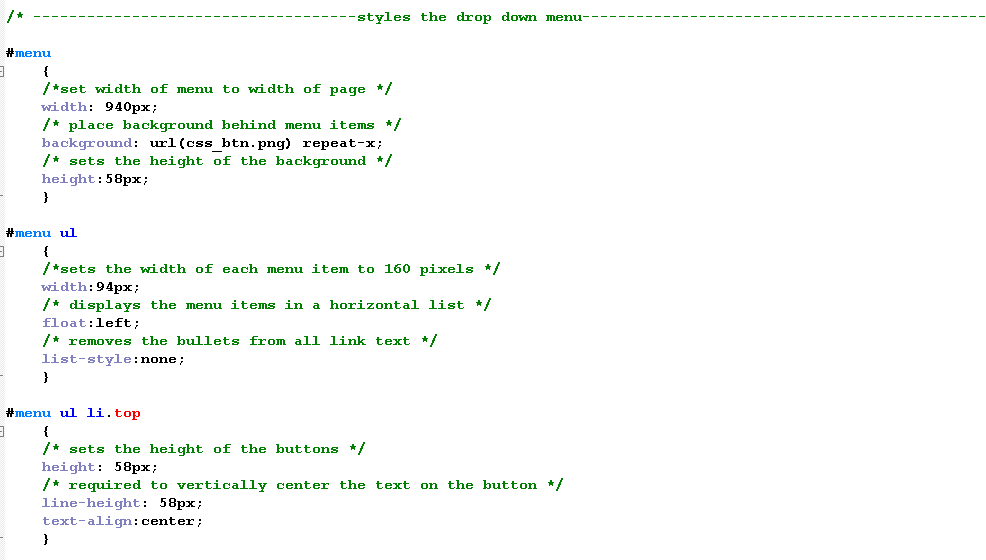 /* ------------------------------------styles the drop down menu---------------------------------------------
#menu
{
/*set width of menu to width of page */
width: 940px;
/* place background behind menu items */
background: url(css_btn.png) repeat-x;
/* sets the height of the background */
height:58px;
}
#menu ul
{
/*sets the width of each menu item to 160 pixels */
width:94px;
/* displays the menu items in a horizontal list */
float:left;
/* removes the bullets from all link text */
list-style:none;
}
#menu ul li.top
{
/* sets the height of the buttons */
height: 58px;
/* required to vertically center the text on the button */
line-height: 58px;
text-align:center;
}